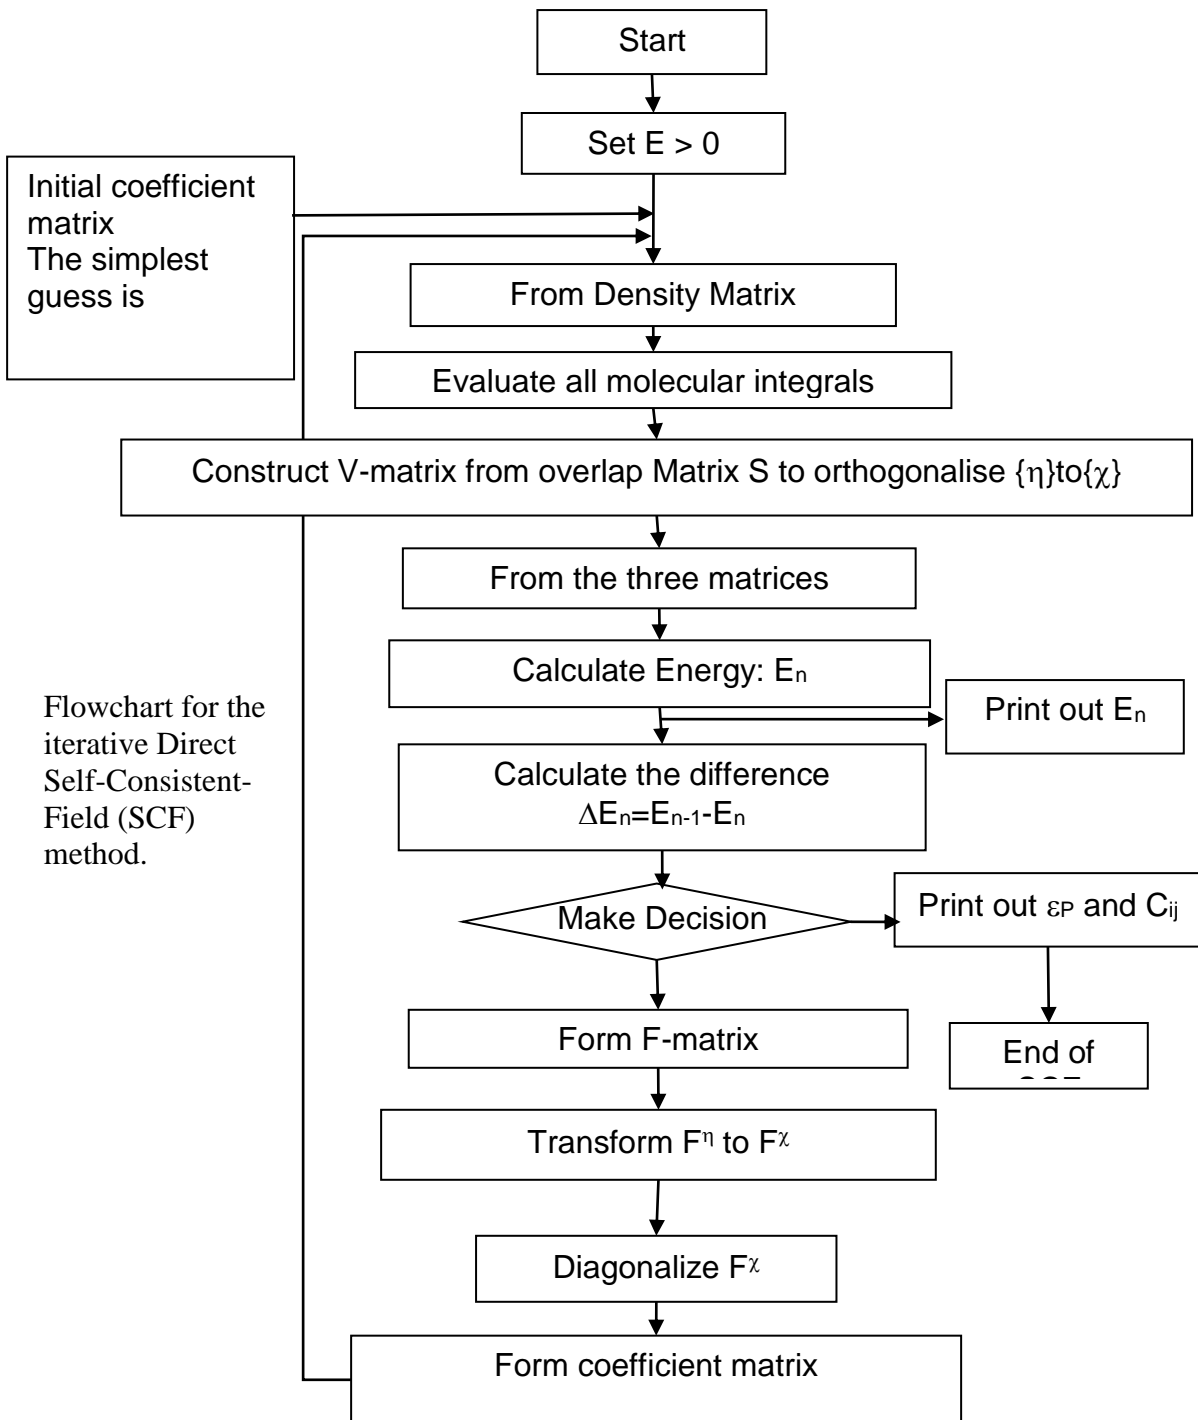 Start
Set E > 0
Initial coefficient
matrix
The simplest
guess is
From Density Matrix
Evaluate all molecular integrals
Construct V-matrix from overlap Matrix S to orthogonalise {η}to{χ}
From the three matrices
Calculate Energy: En
Print out En
Flowchart for the
iterative Direct
Self-Consistent-
Field (SCF)
method.
Calculate the difference
ΔEn=En-1-En
Make Decision
Print out εP and Cij
Form F-matrix
End of
Transform Fη to Fχ
Diagonalize Fχ
Form coefficient matrix